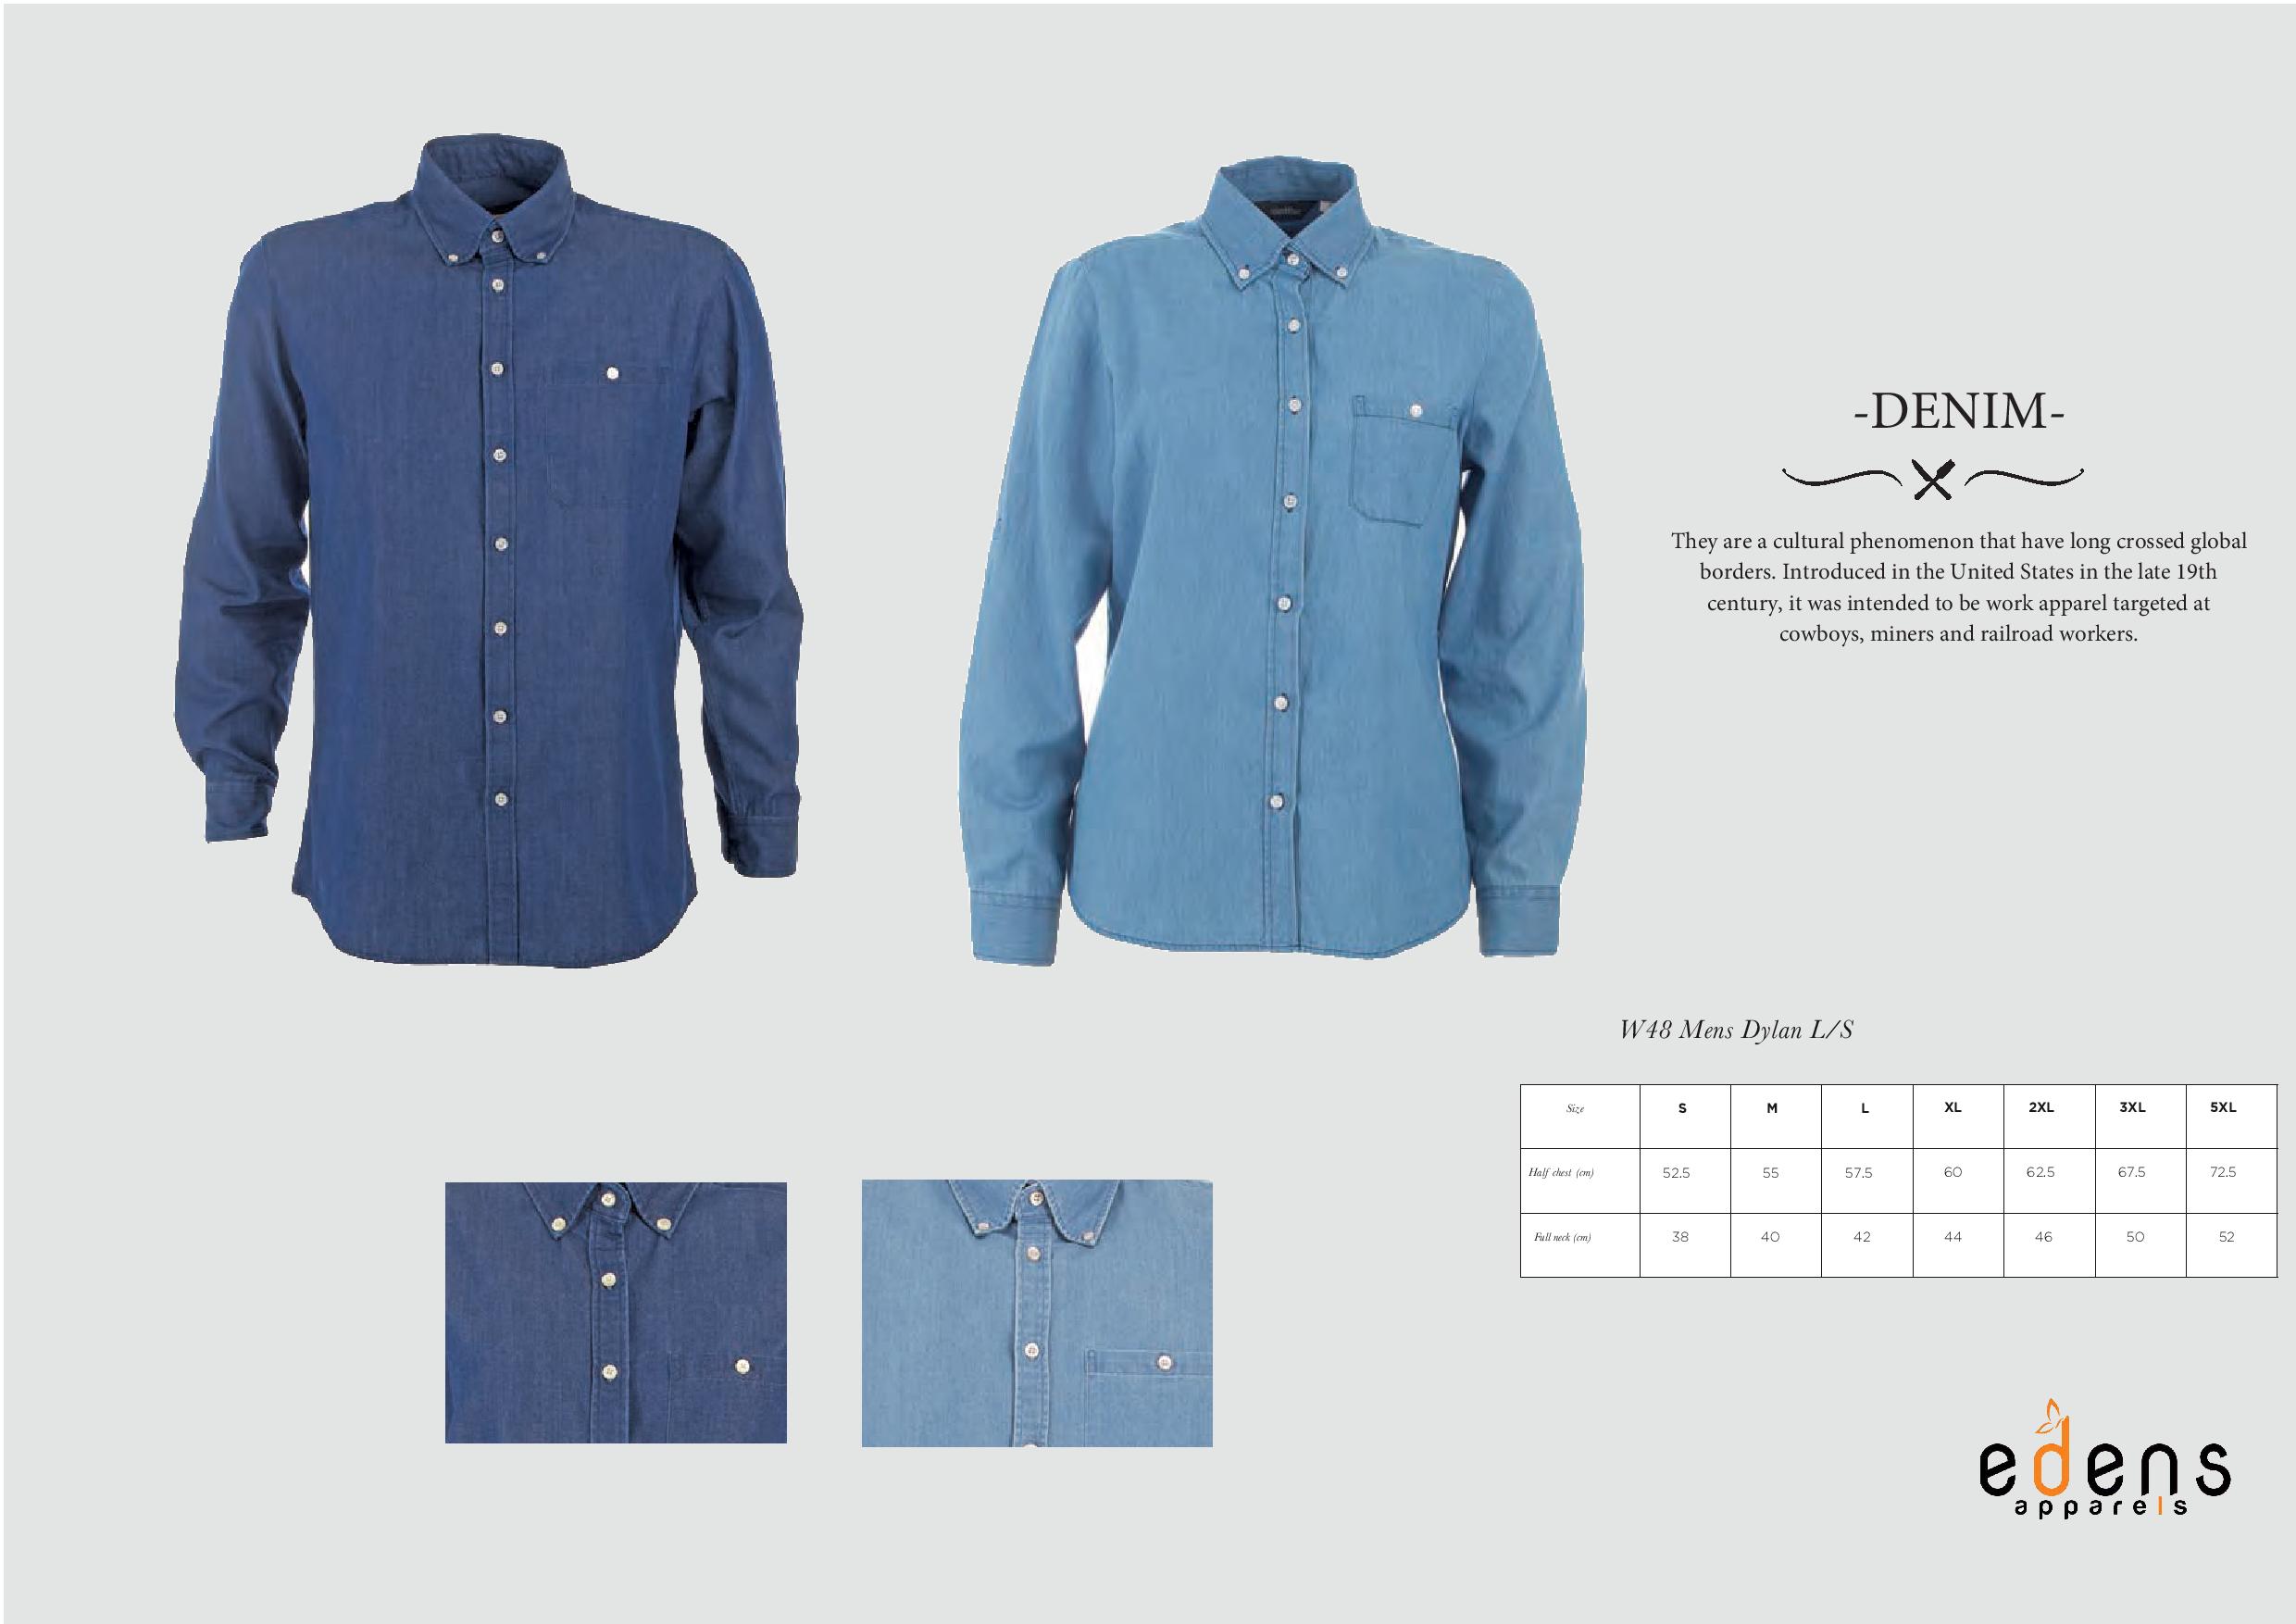 -DENIM-
They are a cultural phenomenon that have long crossed global
borders. Introduced in the United States in the late 19th
century, it was intended to be work apparel targeted at
cowboys, miners and railroad workers.
W48 Mens Dylan L/S
Size S M L XL 2XL 3XL 5XL
Half chest (cm) 52.5 55 57.5 60 62.5 67.5 72.5
Full neck (cm) 38 40 42 44 46 50 52
edens
apparels